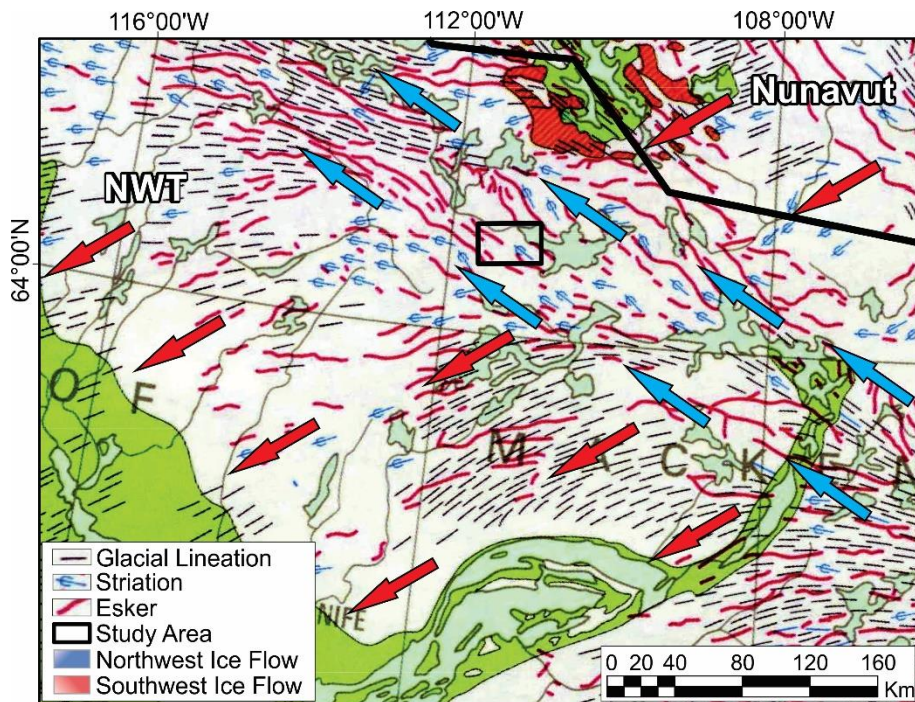 116°00'W 112°00'W 108°00'W
Nunavut
NWT
64°00'N
O F
M A C K E A
NIFE
Glacial Lineation
Striation
Esker
Study Area
Northwest Ice Flow
Southwest Ice Flow
0 20 40 80 120 160
Km